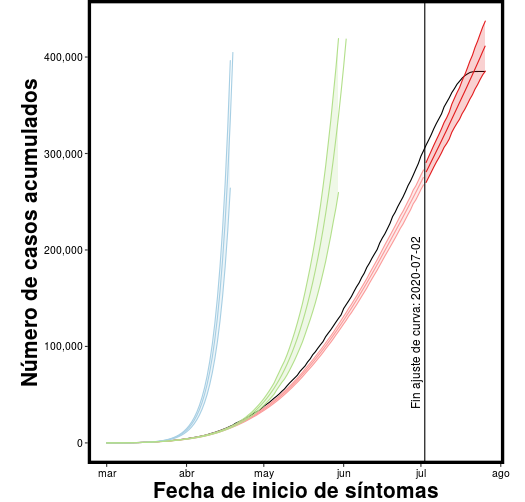 Número de casos acumulados
400,000
300,000
200,000
100,000
0
Fin ajuste de curva: 2020-07-02
mar abr may jun jul ago
Fecha de inicio de síntomas